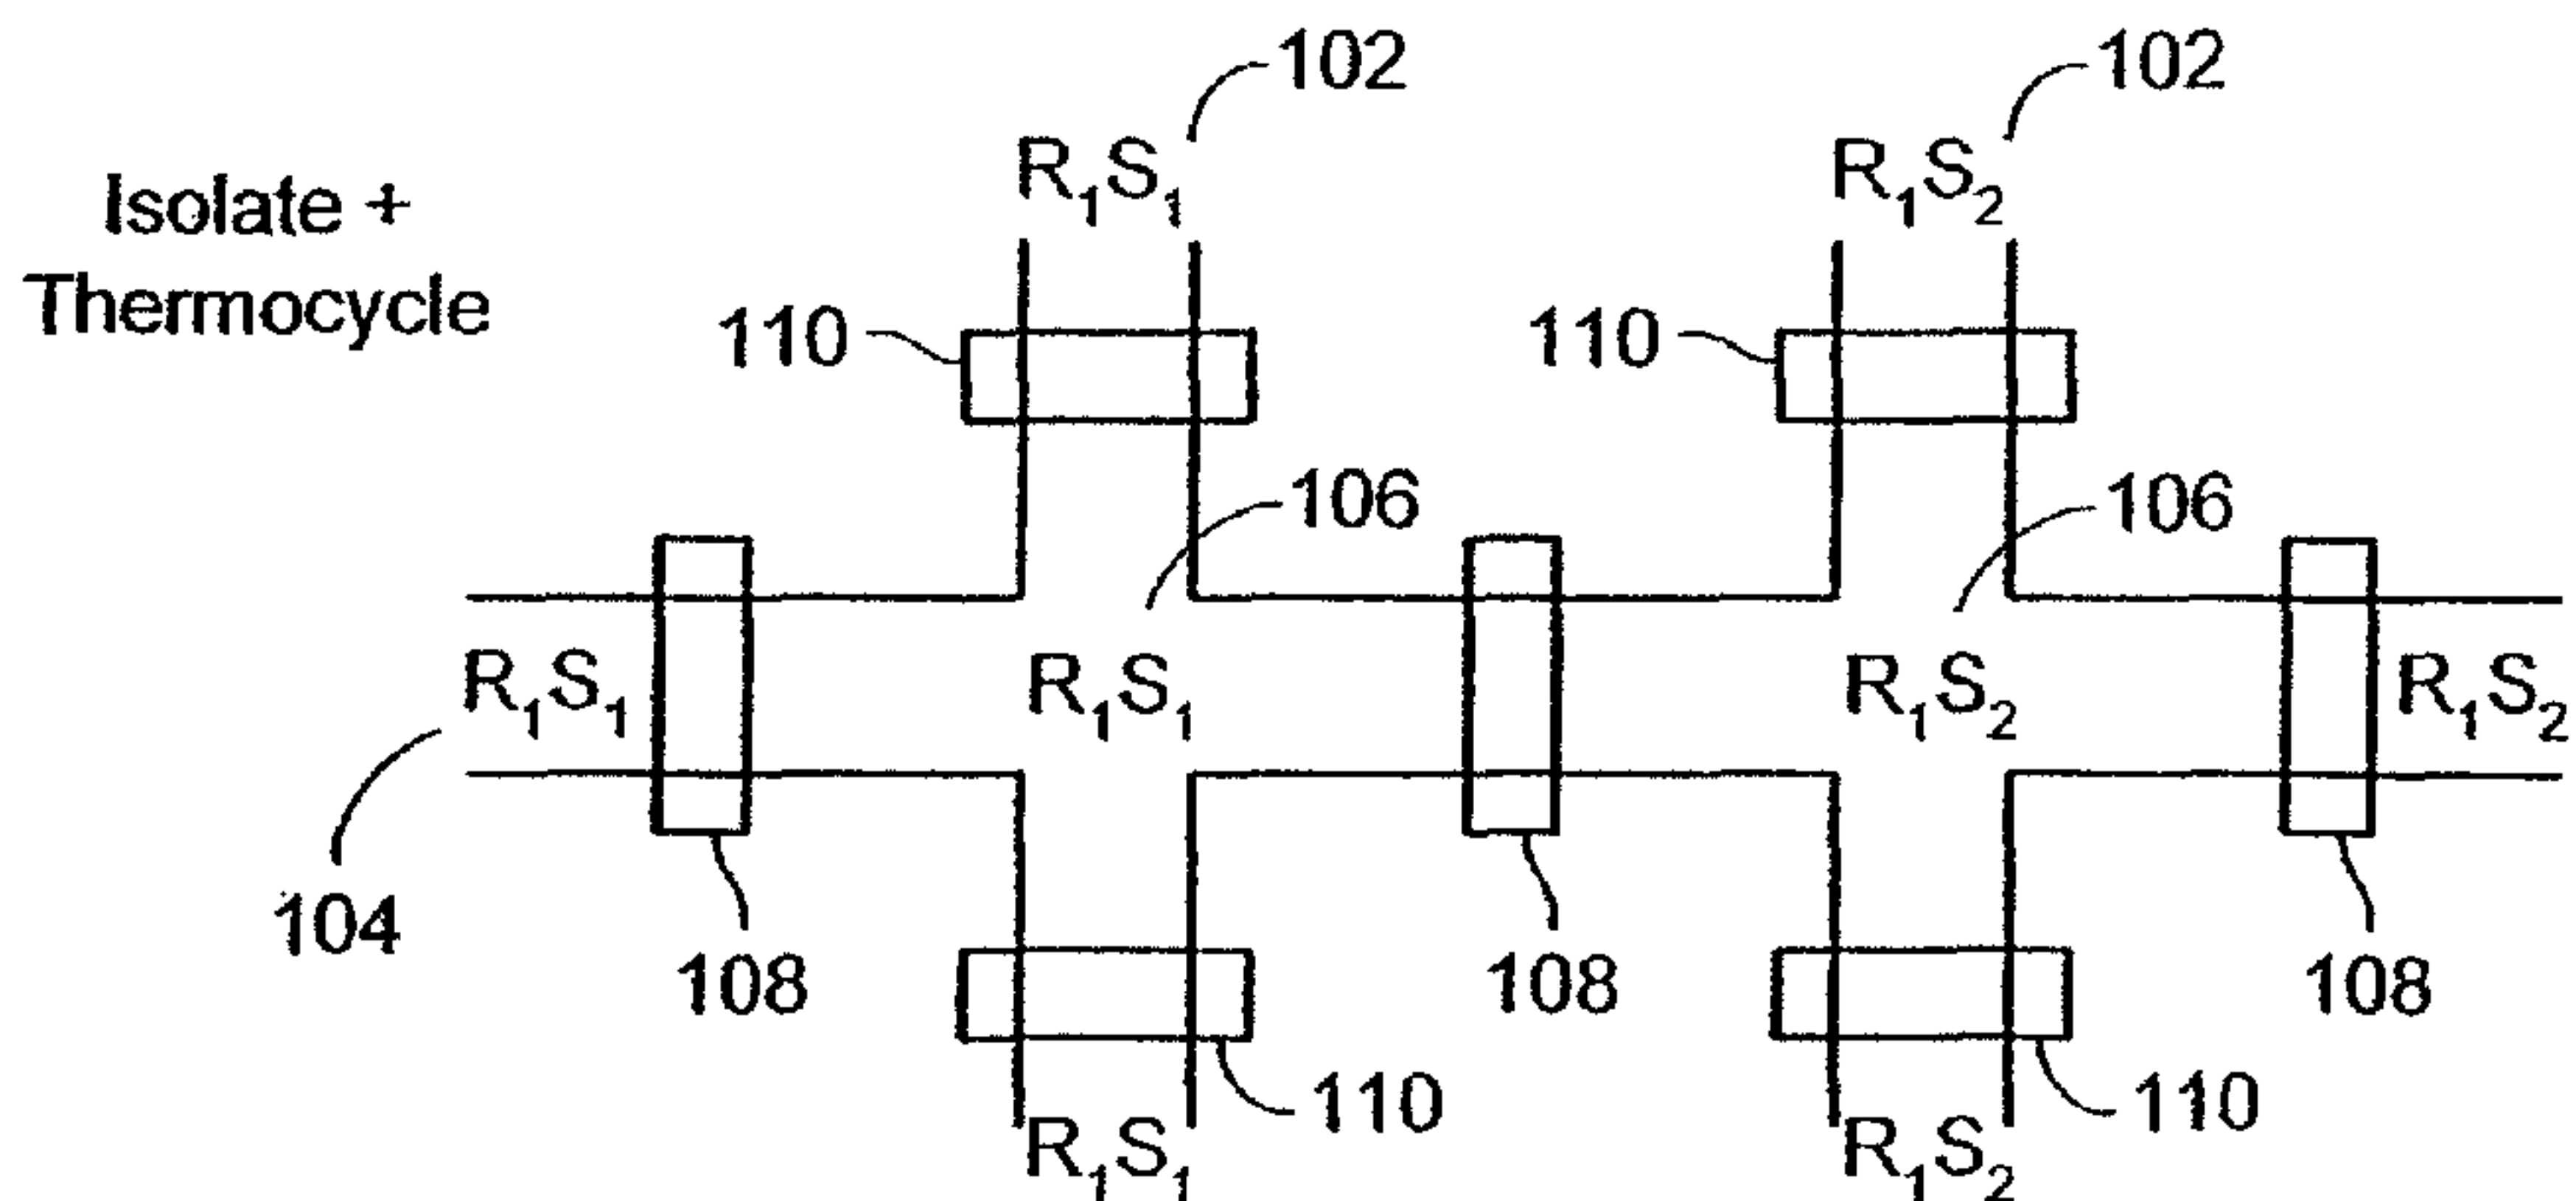 102 102
R₁S₁ R₁S₂
Isolate +
Thermocycle
110 110
106 106
R₁S₁ R₁S₁ R₁S₂ R₁S₂
104
108 108 108
110 110
R₁S₁ R₁S₂